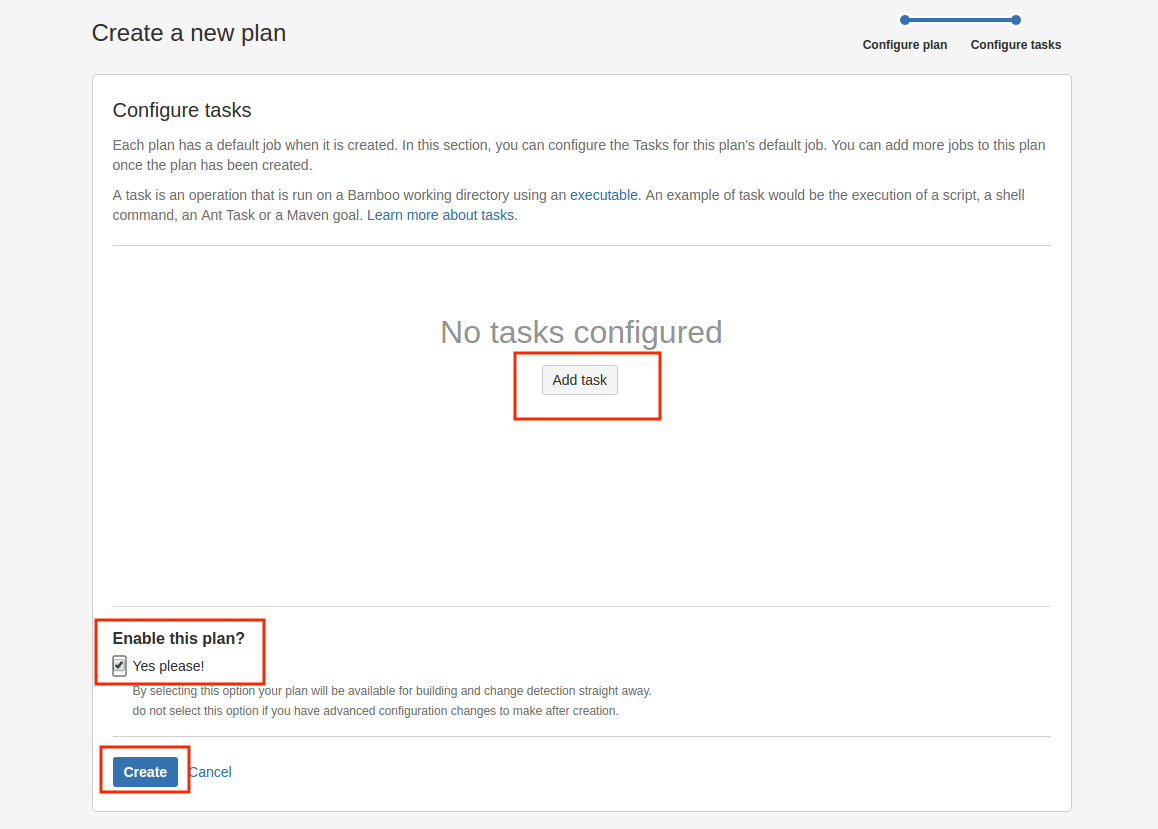 Create a new plan
Configure plan
Configure tasks
Configure tasks
Each plan has a default job when it is created. In this section, you can configure the Tasks for this plan's default job. You can add more jobs to this plan
once the plan has been created.
A task is an operation that is run on a Bamboo working directory using an executable. An example of task would be the execution of a script, a shell
command, an Ant Task or a Maven goal. Learn more about tasks.
No tasks configured
Add task
Enable this plan?
Yes please!
By selecting this option your plan will be available for building and change detection straight away.
do not select this option if you have advanced configuration changes to make after creation.
Create
Cancel